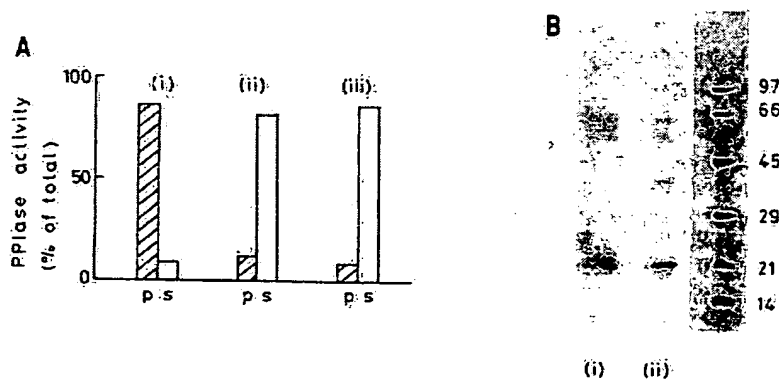 A
PPIase activity
(% of total)
100
50
0
(i)
(ii)
(iii)
p s
p s
p s
B
97
66
45
29
21
14
(i)
(ii)